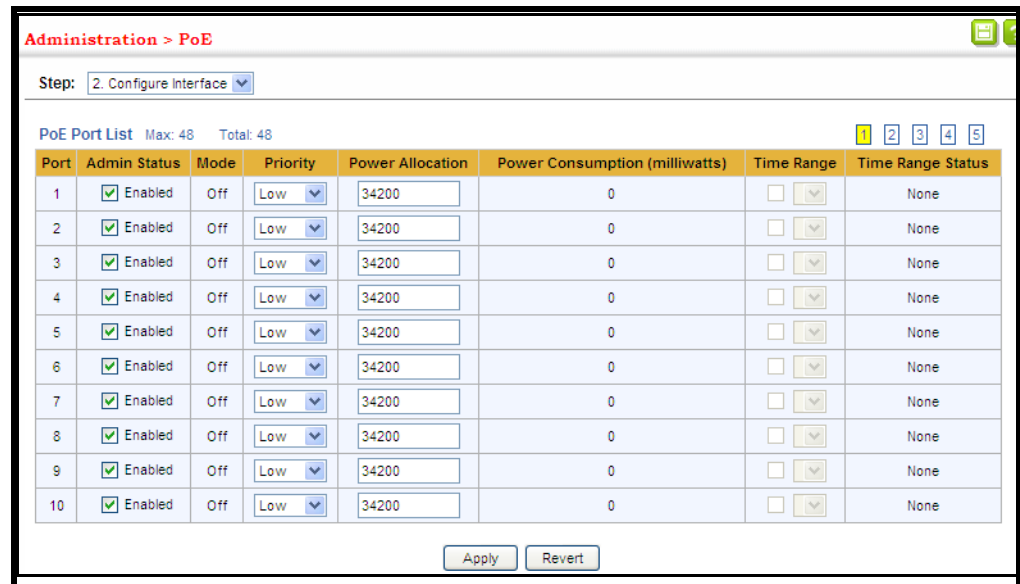 Administration > PoE
?
Step: 2. Configure Interface
PoE Port List Max: 48 Total: 48 1 2 3 4 5
Port Admin Status Mode Priority Power Allocation Power Consumption (milliwatts) Time Range Time Range Status
1 Enabled Off Low 34200 0 None
2 Enabled Off Low 34200 0 None
3 Enabled Off Low 34200 0 None
4 Enabled Off Low 34200 0 None
5 Enabled Off Low 34200 0 None
6 Enabled Off Low 34200 0 None
7 Enabled Off Low 34200 0 None
8 Enabled Off Low 34200 0 None
9 Enabled Off Low 34200 0 None
10 Enabled Off Low 34200 0 None
Apply Revert